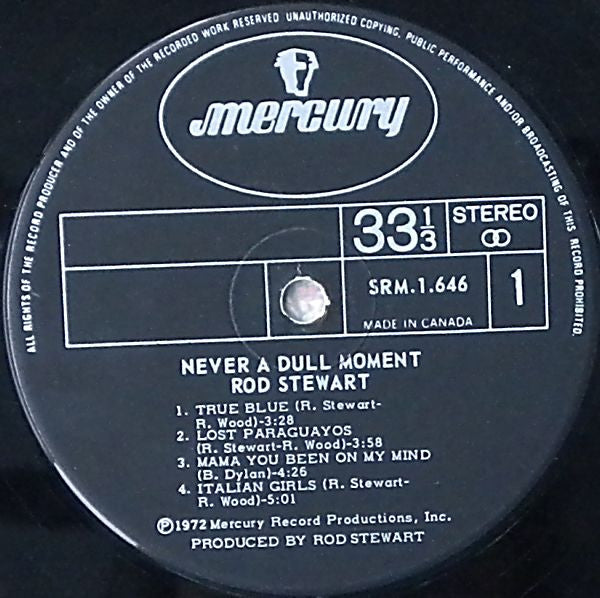 ALL RIGHTS OF THE RECORD PRODUCER AND OF THE OWNER OF THE RECORDED WORK RESERVED UNAUTHORIZED COPYING, PUBLIC PERFORMANCE AND/OR BROADCASTING OF THIS RECORD PROHIBITED.
mercury
33 1/3
STEREO
SRM.1.646
1
MADE IN CANADA
NEVER A DULL MOMENT
ROD STEWART
1. TRUE BLUE (R. Stewart-
R. Wood)-3:28
2. LOST PARAGUAYOS
(R. Stewart-R. Wood)-3:58
3. MAMA YOU BEEN ON MY MIND
(B. Dylan)-4:26
4. ITALIAN GIRLS (R. Stewart-
R. Wood)-5:01
℗1972 Mercury Record Productions, Inc.
PRODUCED BY ROD STEWART